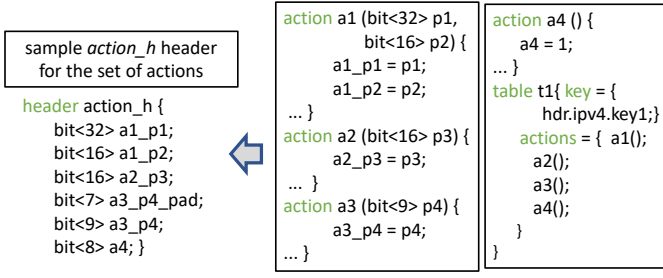 sample action_h header
for the set of actions
header action_h {
bit<32> a1_p1;
bit<16> a1_p2;
bit<16> a2_p3;
bit<7> a3_p4_pad;
bit<9> a3_p4;
bit<8> a4; }
action a1 (bit<32> p1,
bit<16> p2) {
a1_p1 = p1;
a1_p2 = p2;
... }
action a2 (bit<16> p3) {
a2_p3 = p3;
... }
action a3 (bit<9> p4) {
a3_p4 = p4;
... }
action a4 () {
a4 = 1;
... }
table t1{ key = {
hdr.ipv4.key1;}
actions = { a1();
a2();
a3();
a4();
}
}